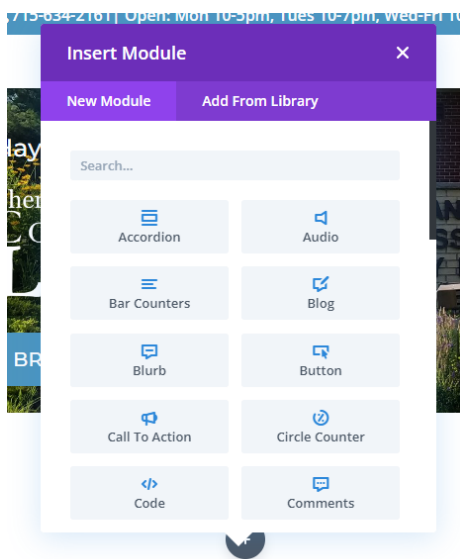 715-634-2161| Open: Mon 10-5pm, Tues 10-7pm, Wed-Fri 10
Insert Module
New Module Add From Library
Search...
Accordion Audio
Bar Counters Blog
Blurb Button
BR
Call To Action Circle Counter
Code Comments